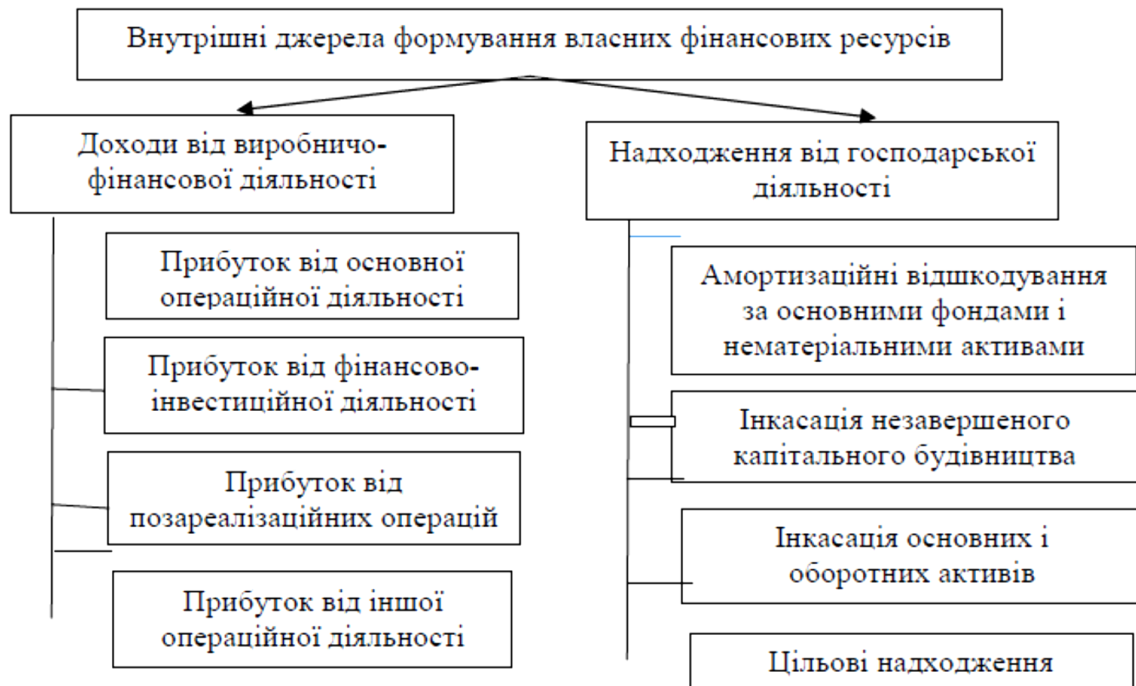 Внутрішні джерела формування власних фінансових ресурсів
Доходи від виробничо-
фінансової діяльності
Прибуток від основної
операційної діяльності
Прибуток від фінансово-
інвестиційної діяльності
Прибуток від
позареалізаційних операцій
Прибуток від іншої
операційної діяльності
Надходження від господарської
діяльності
Амортизаційні відшкодування
за основними фондами і
нематеріальними активами
Інкасація незавершеного
капітального будівництва
Інкасація основних і
оборотних активів
Цільові надходження